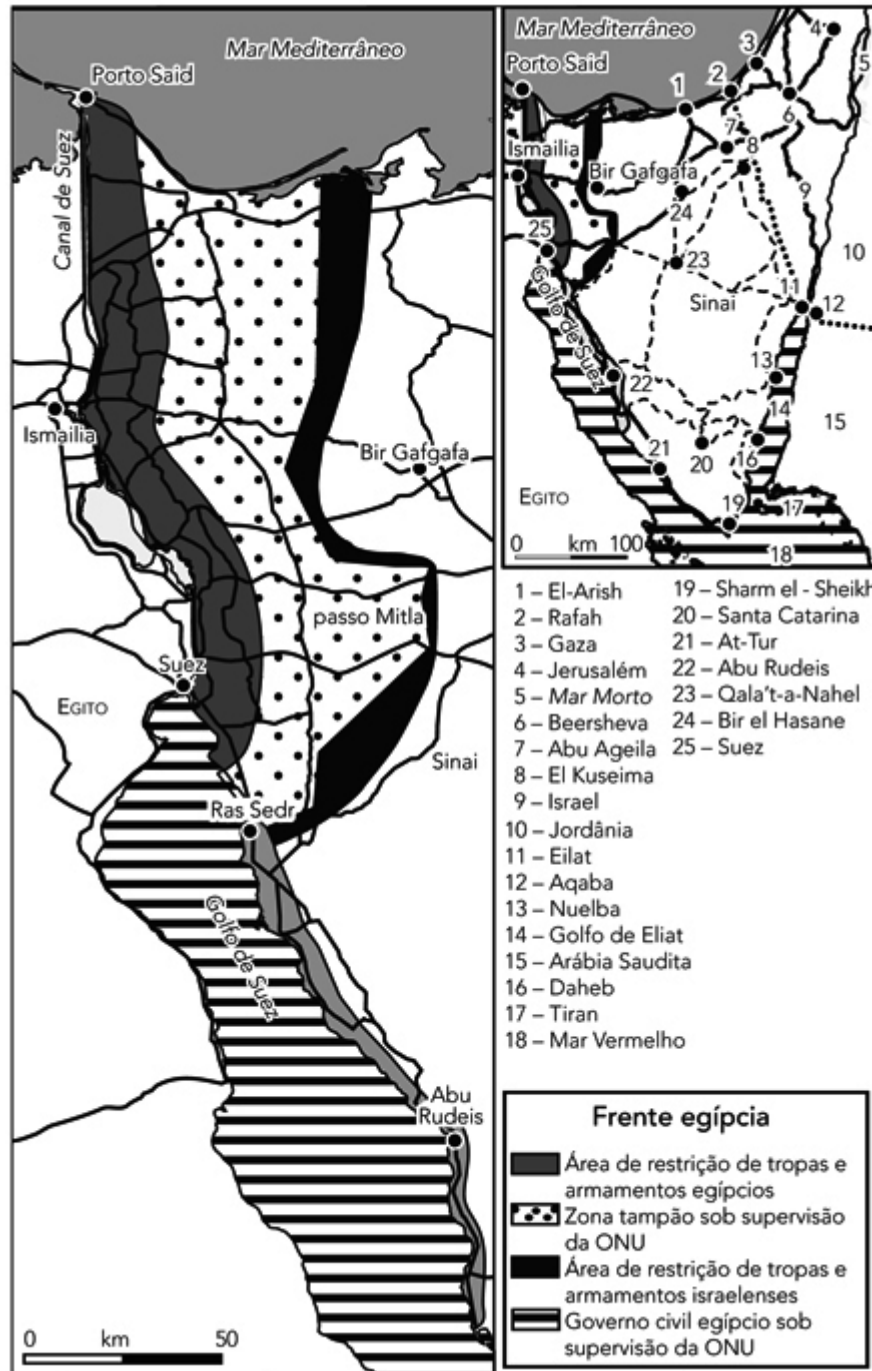 Mar Mediterrâneo
Porto Said
Canal de Suez
Ismailia
Bir Gafgafa
passo Mitla
Suez
EGITO
Sinai
Ras Sedr
Golfo de Suez
Abu
Rudeis
0 km 50
Mar Mediterrâneo
Porto Said
4
3
5
2
1
6
7
Ismailia
8
Bir Gafgafa
9
24
25
10
23
Sinai
11
12
Golfo de Suez
13
22
14
15
16
21
20
17
19
EGITO
0 km 100
18
1 – El-Arish
2 – Rafah
3 – Gaza
4 – Jerusalém
5 – Mar Morto
6 – Beersheva
7 – Abu Ageila
8 – El Kuseima
9 – Israel
10 – Jordânia
11 – Eilat
12 – Aqaba
13 – Nuelba
14 – Golfo de Eliat
15 – Arábia Saudita
16 – Daheb
17 – Tiran
18 – Mar Vermelho
19 – Sharm el - Sheikh
20 – Santa Catarina
21 – At-Tur
22 – Abu Rudeis
23 – Qala't-a-Nahel
24 – Bir el Hasane
25 – Suez
Frente egípcia
Área de restrição de tropas e
armamentos egípcios
Zona tampão sob supervisão
da ONU
Área de restrição de tropas e
armamentos israelenses
Governo civil egípcio sob
supervisão da ONU